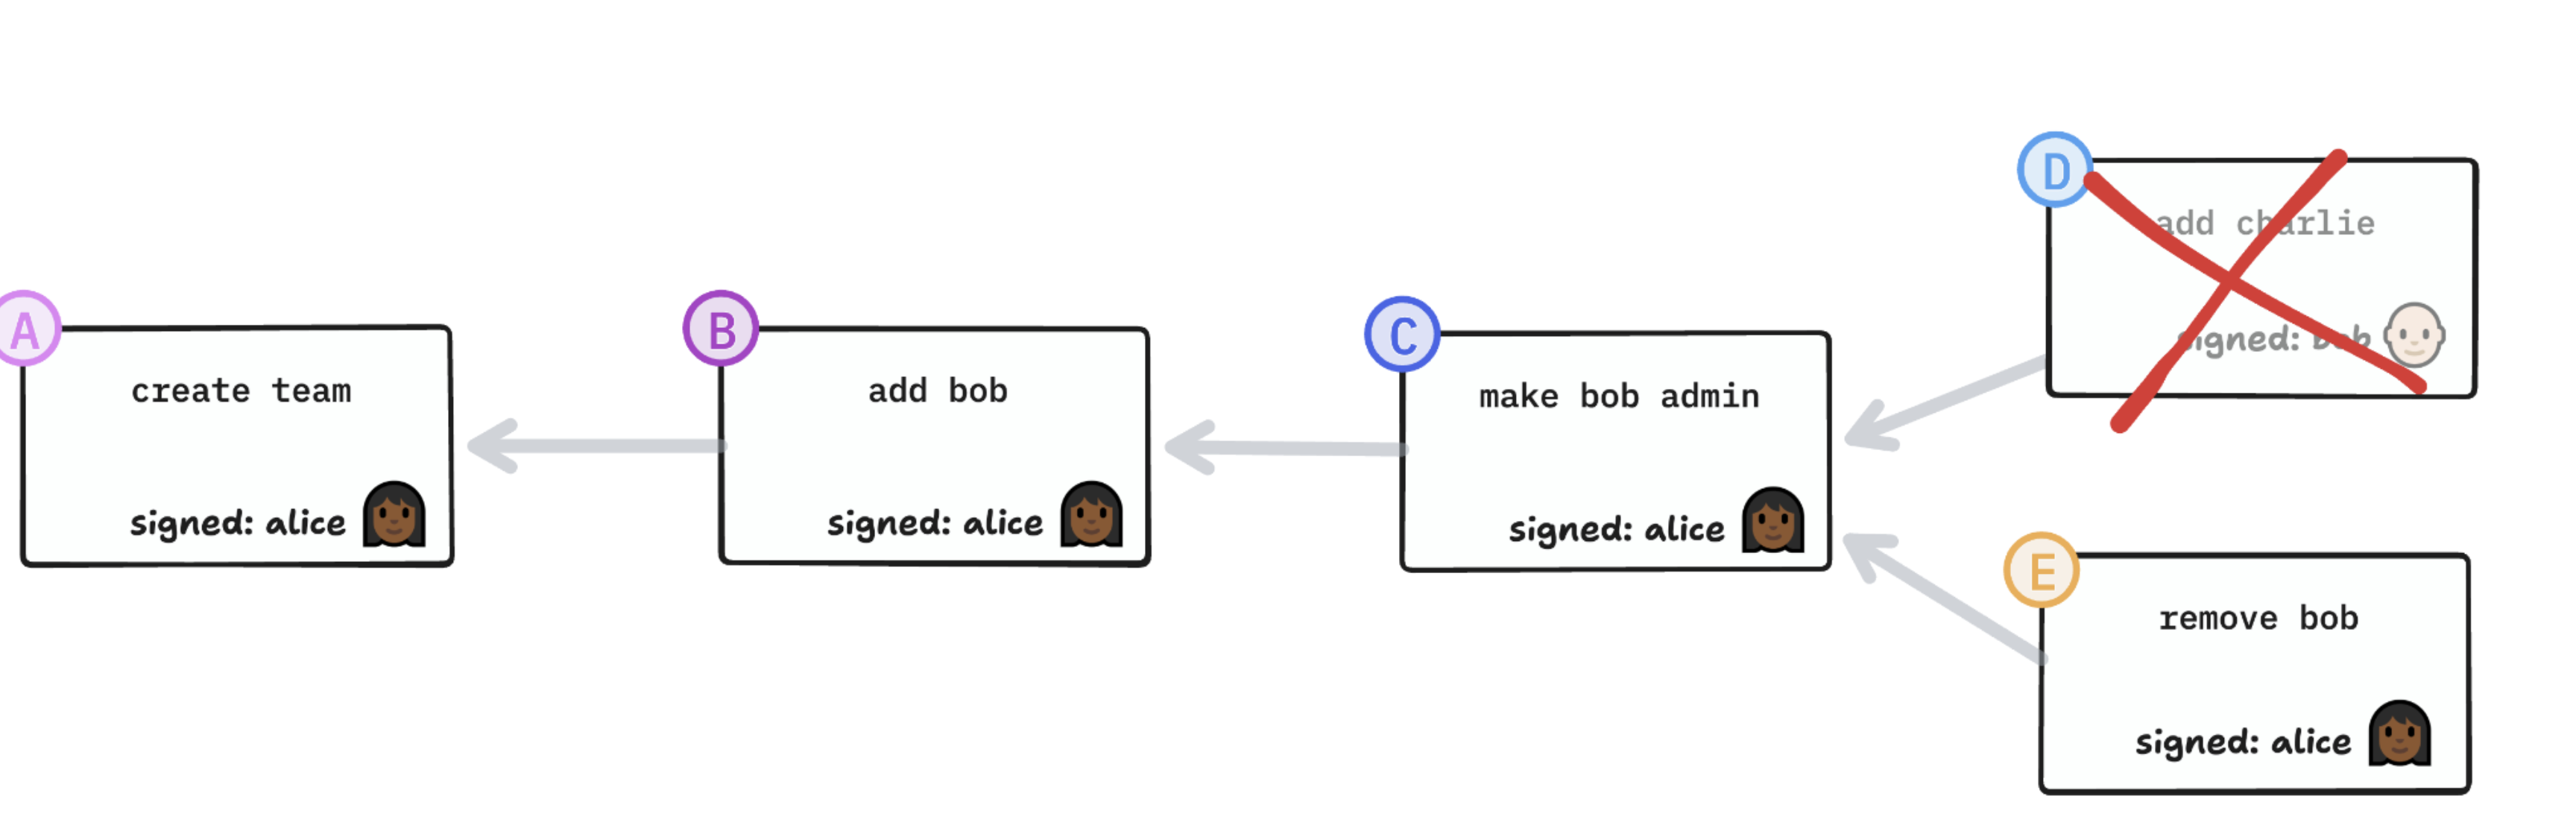 A
create team
signed: alice
B
add bob
signed: alice
C
make bob admin
signed: alice
D
add charlie
signed: bob
E
remove bob
signed: alice